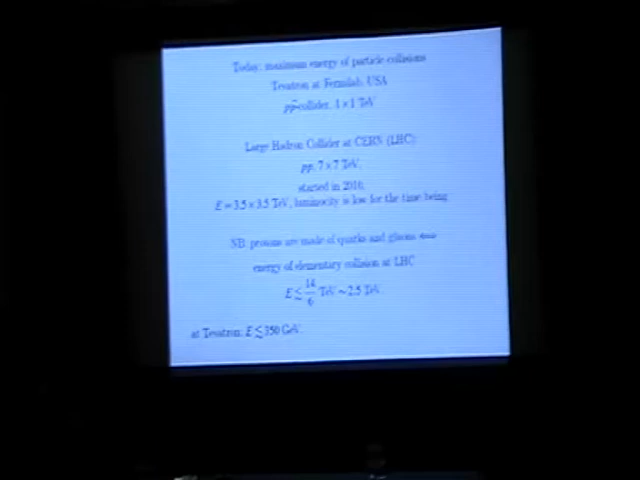 Today: maximum energy of particle collisions
Tevatron at Fermilab, USA
pp̄-collider, 1 × 1 TeV
Large Hadron Collider at CERN (LHC):
pp, 7 × 7 TeV,
started in 2010,
E = 3.5 × 3.5 TeV, luminocity is low for the time being
NB: protons are made of quarks and gluons ⟺
energy of elementary collision at LHC
E ≲ 14/6 TeV ~ 2.5 TeV
at Tevatron: E ≲ 350 GeV.